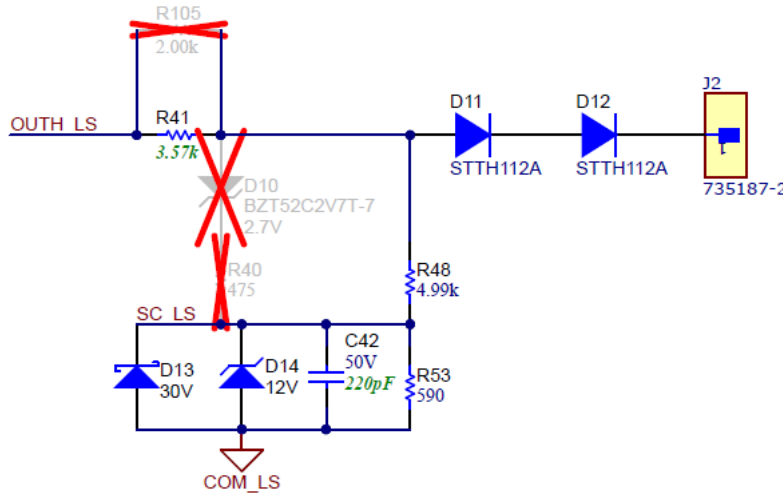 R105
2.00k
J2
D11
D12
OUTH_LS
R41
3.57k
STTH112A
STTH112A
D10
BZT52C2V7T-7
2.7V
735187-2
R40
475
R48
4.99k
SC_LS
C42
50V
220pF
D13
30V
D14
12V
R53
590
COM_LS